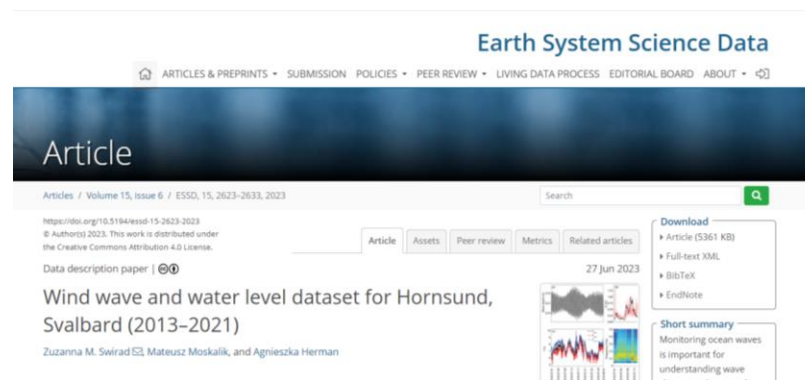 Earth System Science Data
ARTICLES & PREPRINTS SUBMISSION POLICIES PEER REVIEW LIVING DATA PROCESS EDITORIAL BOARD ABOUT
Article
Articles / Volume 15, issue 6 / ESSD, 15, 2623–2633, 2023
Search
https://doi.org/10.5194/essd-15-2623-2023
© Author(s) 2023. This work is distributed under
the Creative Commons Attribution 4.0 License.
Article Assets Peer review Metrics Related articles
Data description paper |
27 Jun 2023
Wind wave and water level dataset for Hornsund,
Svalbard (2013–2021)
Zuzanna M. Swirad, Mateusz Moskalik, and Agnieszka Herman
Download
Article (5361 KB)
Full-text XML
BibTeX
EndNote
Short summary
Monitoring ocean waves
is important for
understanding wave